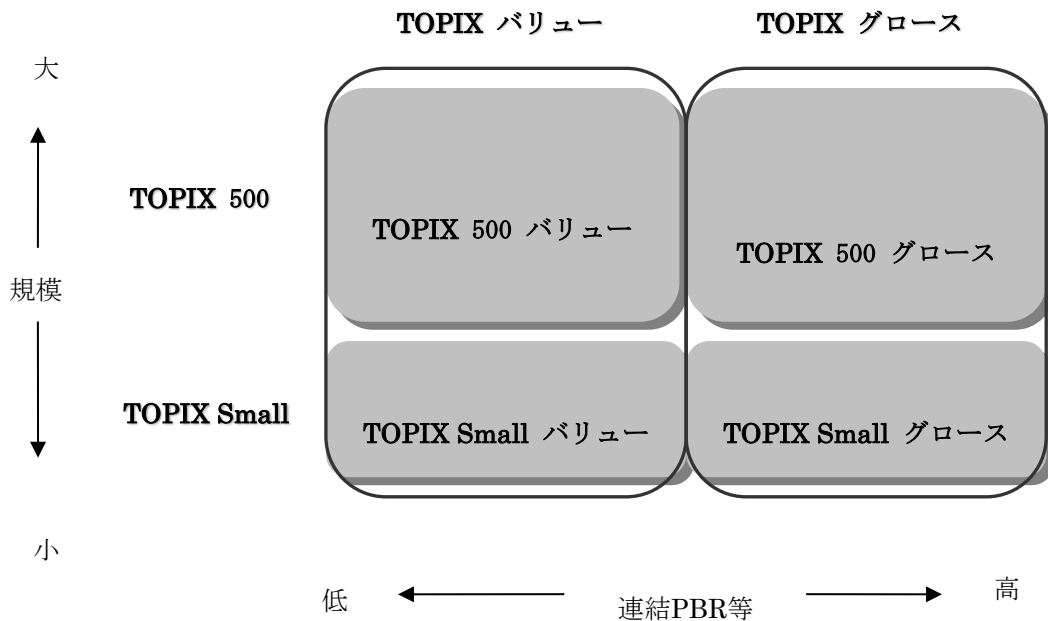 TOPIX バリュー
TOPIX グロース
大
TOPIX 500
TOPIX 500 バリュー
TOPIX 500 グロース
規模
TOPIX Small
TOPIX Small バリュー
TOPIX Small グロース
小
低
連結PBR等
高